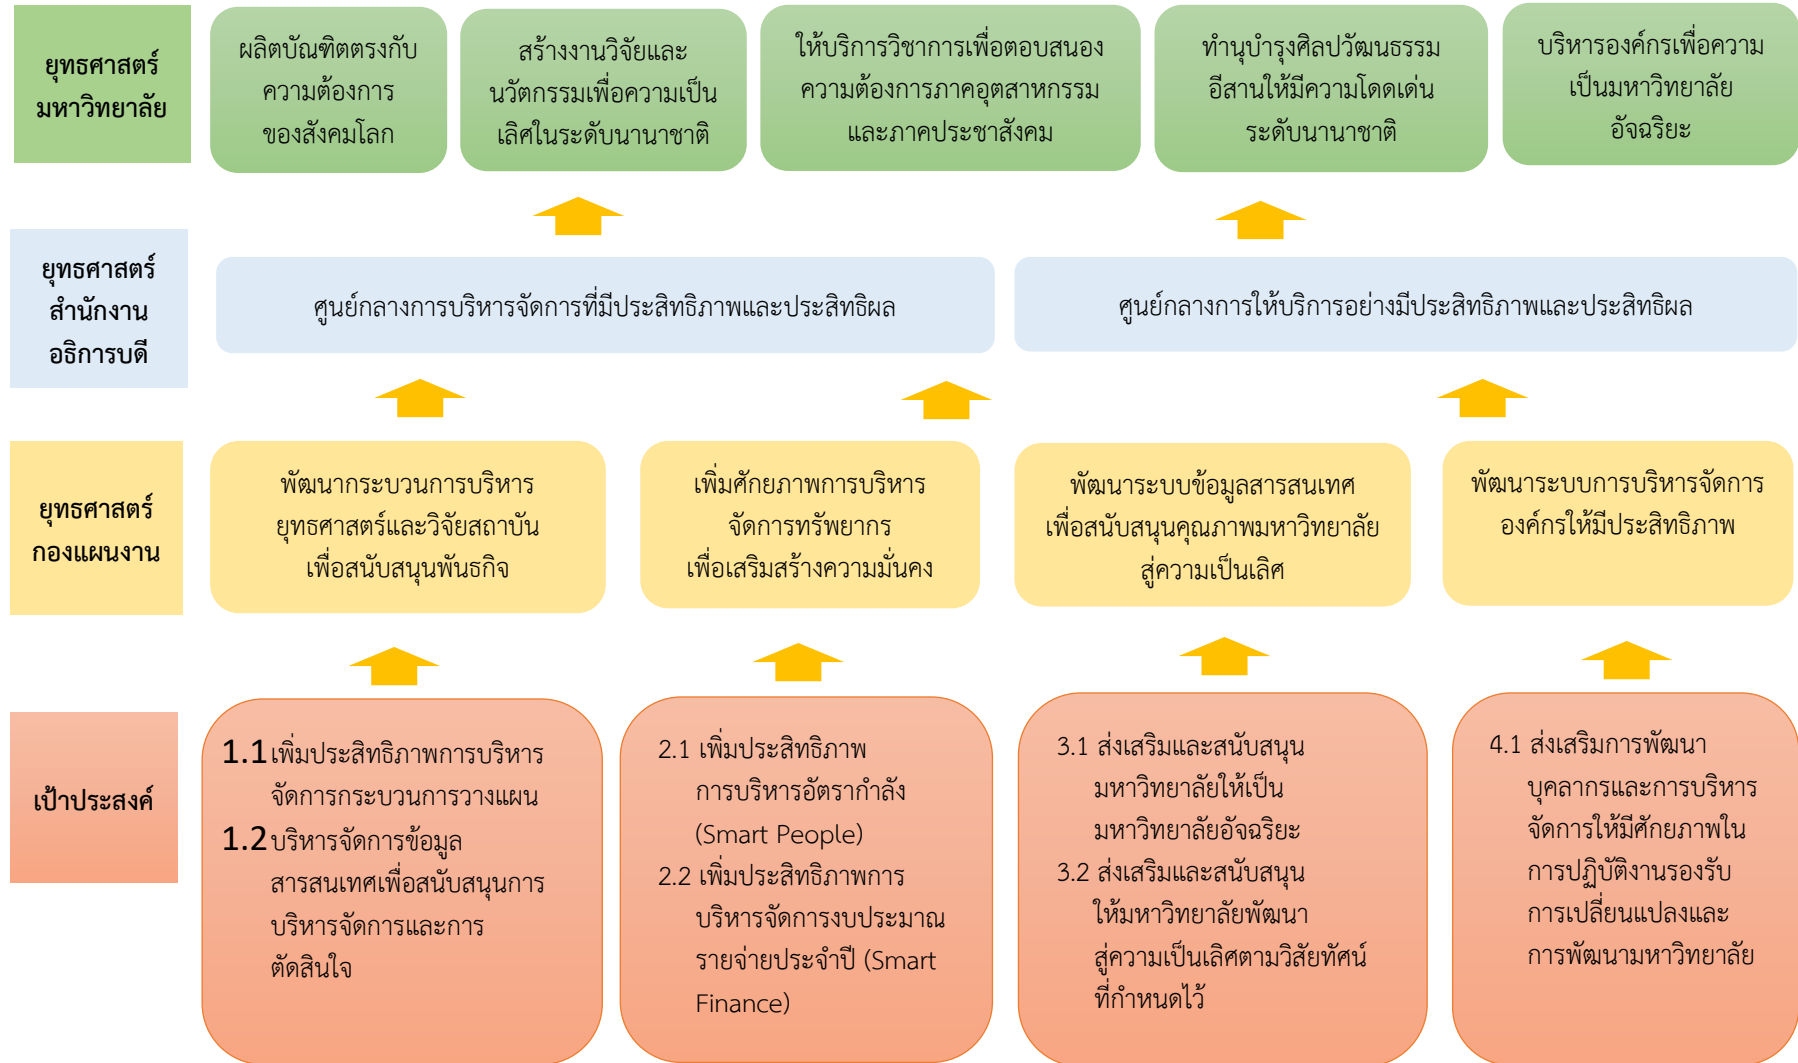 ยุทธศาสตร์
มหาวิทยาลัย
ผลิตบัณฑิตตรงกับ
ความต้องการ
ของสังคมโลก
สร้างงานวิจัยและ
นวัตกรรมเพื่อความเป็น
เลิศในระดับนานาชาติ
ให้บริการวิชาการเพื่อตอบสนอง
ความต้องการภาคอุตสาหกรรม
และภาคประชาสังคม
ทำนุบำรุงศิลปวัฒนธรรม
อีสานให้มีความโดดเด่น
ระดับนานาชาติ
บริหารองค์กรเพื่อความ
เป็นมหาวิทยาลัย
อัจฉริยะ
ยุทธศาสตร์
สำนักงาน
อธิการบดี
ศูนย์กลางการบริหารจัดการที่มีประสิทธิภาพและประสิทธิผล
ศูนย์กลางการให้บริการอย่างมีประสิทธิภาพและประสิทธิผล
ยุทธศาสตร์
กองแผนงาน
พัฒนากระบวนการบริหาร
ยุทธศาสตร์และวิจัยสถาบัน
เพื่อสนับสนุนพันธกิจ
เพิ่มศักยภาพการบริหาร
จัดการทรัพยากร
เพื่อเสริมสร้างความมั่นคง
พัฒนาระบบข้อมูลสารสนเทศ
เพื่อสนับสนุนคุณภาพมหาวิทยาลัย
สู่ความเป็นเลิศ
พัฒนาระบบการบริหารจัดการ
องค์กรให้มีประสิทธิภาพ
เป้าประสงค์
1.1 เพิ่มประสิทธิภาพการบริหาร
จัดการกระบวนการวางแผน
1.2 บริหารจัดการข้อมูล
สารสนเทศเพื่อสนับสนุนการ
บริหารจัดการและการ
ตัดสินใจ
2.1 เพิ่มประสิทธิภาพ
การบริหารอัตรากำลัง
(Smart People)
2.2 เพิ่มประสิทธิภาพการ
บริหารจัดการงบประมาณ
รายจ่ายประจำปี (Smart
Finance)
3.1 ส่งเสริมและสนับสนุน
มหาวิทยาลัยให้เป็น
มหาวิทยาลัยอัจฉริยะ
3.2 ส่งเสริมและสนับสนุน
ให้มหาวิทยาลัยพัฒนา
สู่ความเป็นเลิศตามวิสัยทัศน์
ที่กำหนดไว้
4.1 ส่งเสริมการพัฒนา
บุคลากรและการบริหาร
จัดการให้มีศักยภาพใน
การปฏิบัติงานรองรับ
การเปลี่ยนแปลงและ
การพัฒนามหาวิทยาลัย